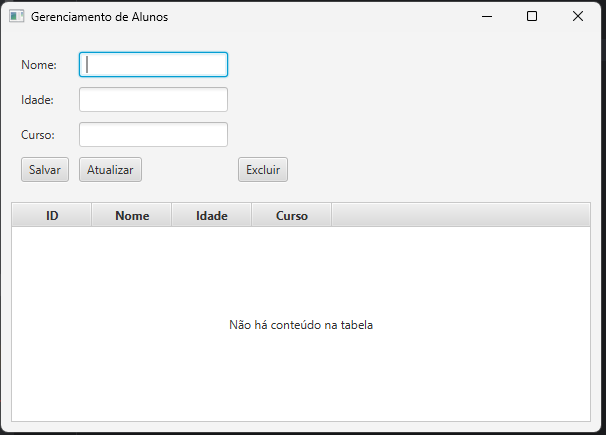 Gerenciamento de Alunos
Nome:
Idade:
Curso:
Salvar Atualizar Excluir
ID Nome Idade Curso
Não há conteúdo na tabela